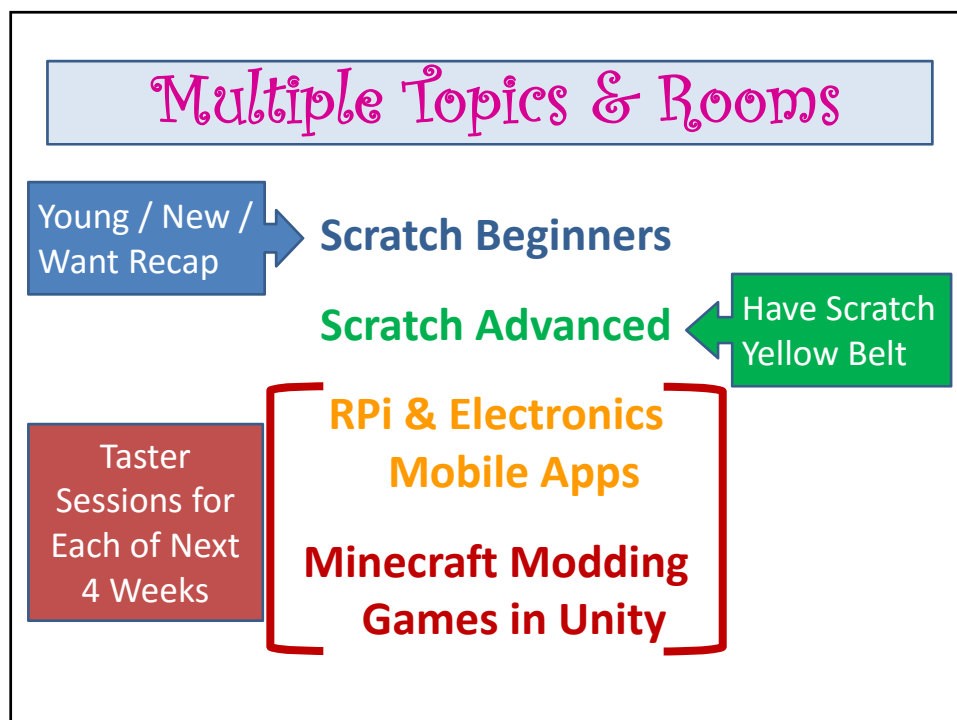 Multiple Topics & Rooms
Young / New /
Want Recap
Scratch Beginners
Scratch Advanced
Have Scratch
Yellow Belt
RPi & Electronics
Mobile Apps
Taster
Sessions for
Each of Next
4 Weeks
Minecraft Modding
Games in Unity